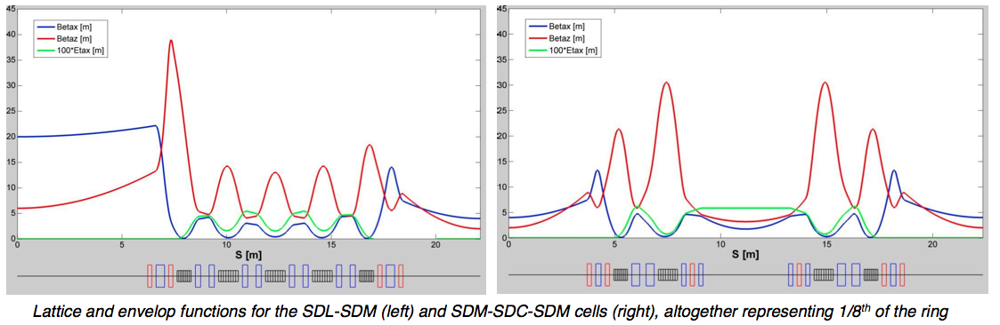 45
40
35
30
25
20
15
10
5
0
Betax [m]
Betaz [m]
100*Etax [m]
0 5 10 15 20
S [m]
45
40
35
30
25
20
15
10
5
0
Betax [m]
Betaz [m]
100*Etax [m]
5 10 15 20
S [m]
Lattice and envelop functions for the SDL-SDM (left) and SDM-SDC-SDM cells (right), altogether representing 1/8th of the ring